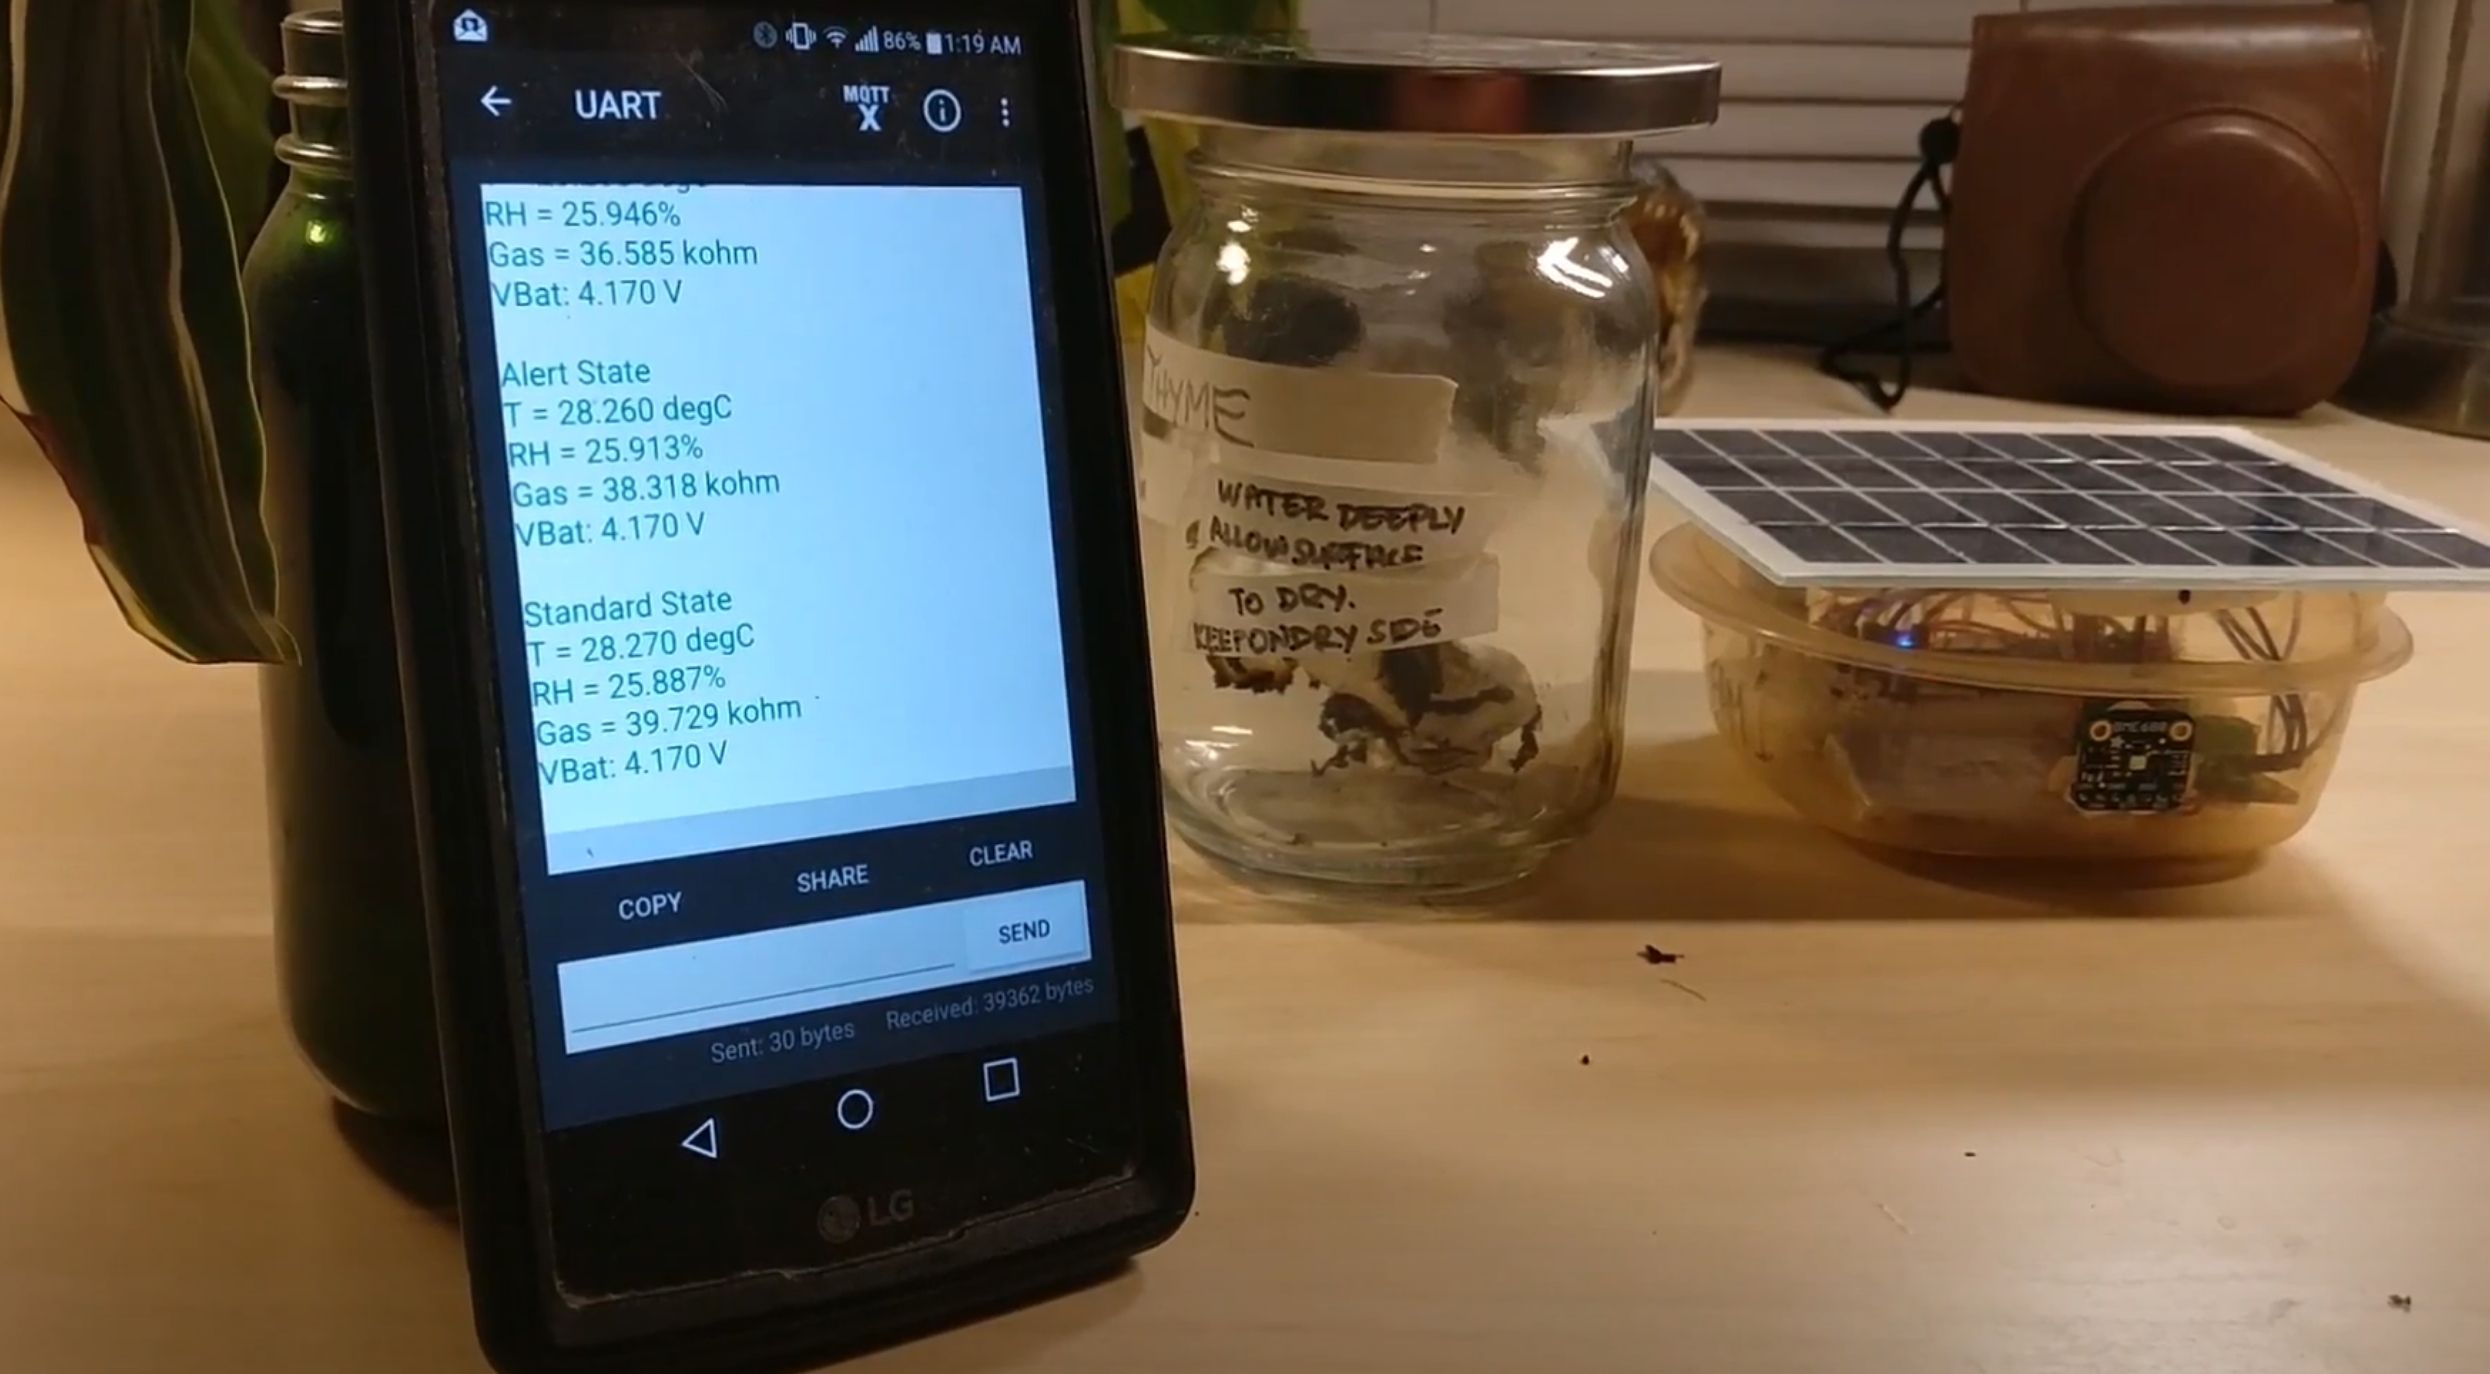 86% 1:19 AM
UART
MQTT
X
RH = 25.946%
Gas = 36.585 kohm
VBat: 4.170 V
Alert State
T = 28.260 degC
RH = 25.913%
Gas = 38.318 kohm
VBat: 4.170 V
Standard State
T = 28.270 degC
RH = 25.887%
Gas = 39.729 kohm
VBat: 4.170 V
COPY SHARE CLEAR
SEND
Sent: 30 bytes Received: 39362 bytes
LG
THYME
WATER DEEPLY
& ALLOW SURFACE
TO DRY.
KEEP ON DRY SIDE
BME680